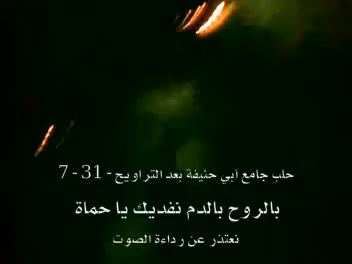 حلب جامع ابي حنيفة بعد التراويح - 31 - 7
بالروح بالدم نفديك يا حماة
نعتذر عن رداءة الصوت